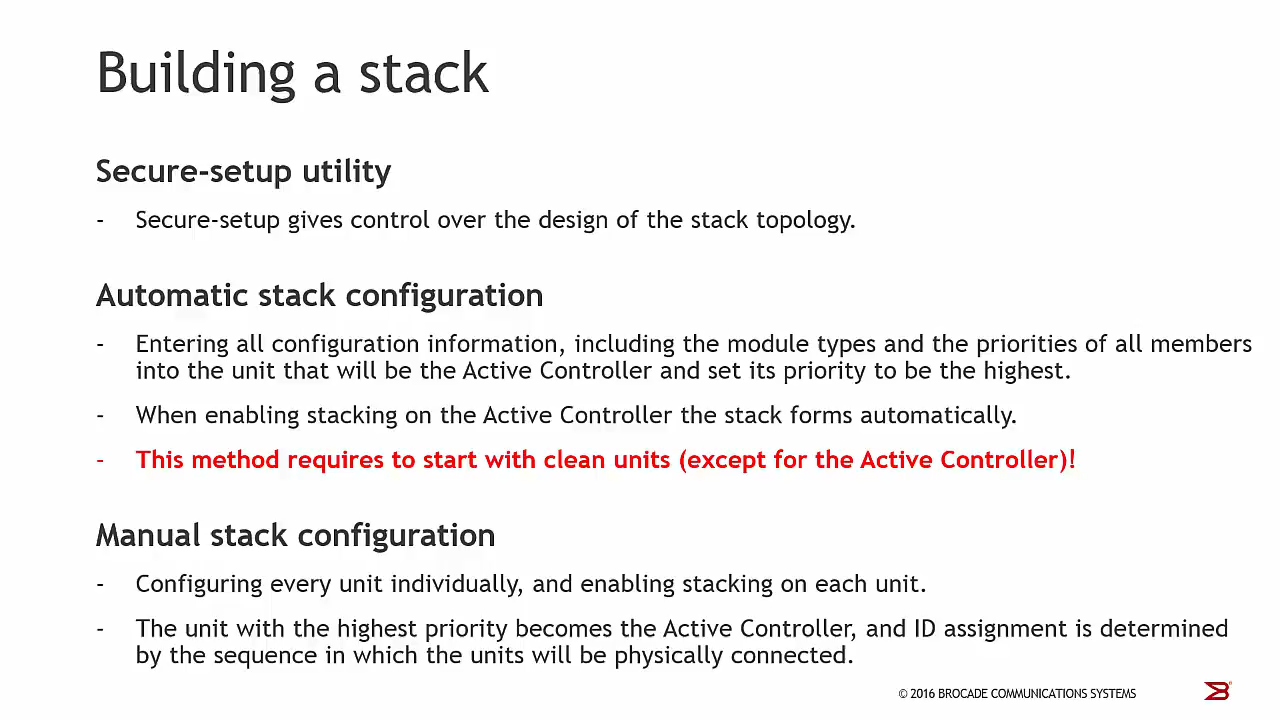 Building a stack
Secure-setup utility
- Secure-setup gives control over the design of the stack topology.
Automatic stack configuration
- Entering all configuration information, including the module types and the priorities of all members
into the unit that will be the Active Controller and set its priority to be the highest.
- When enabling stacking on the Active Controller the stack forms automatically.
- This method requires to start with clean units (except for the Active Controller)!
Manual stack configuration
- Configuring every unit individually, and enabling stacking on each unit.
- The unit with the highest priority becomes the Active Controller, and ID assignment is determined
by the sequence in which the units will be physically connected.
© 2016 BROCADE COMMUNICATIONS SYSTEMS